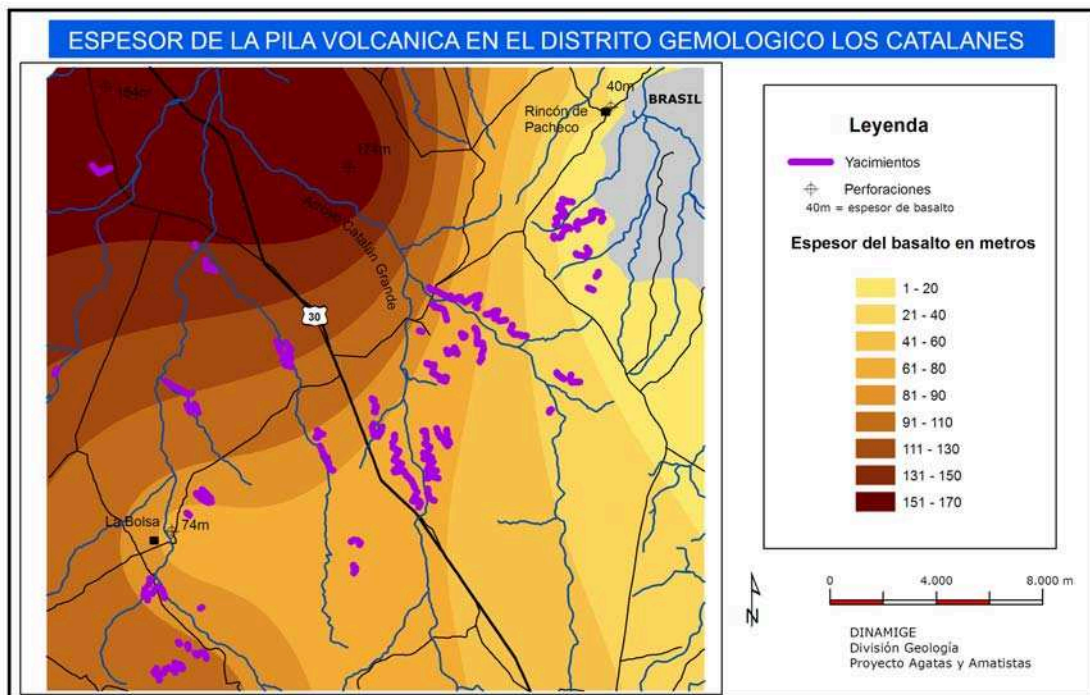 ESPESOR DE LA PILA VOLCANICA EN EL DISTRITO GEMOLOGICO LOS CATALANES
40m
BRASIL
Rincón de
Pacheco
Arroyo Catalán Grande
30
La Bolsa
74m
Leyenda
Yacimientos
Perforaciones
40m = espesor de basalto
Espesor del basalto en metros
1 - 20
21 - 40
41 - 60
61 - 80
81 - 90
91 - 110
111 - 130
131 - 150
151 - 170
N
0 4.000 8.000 m
DINAMIGE
División Geología
Proyecto Agatas y Amatistas